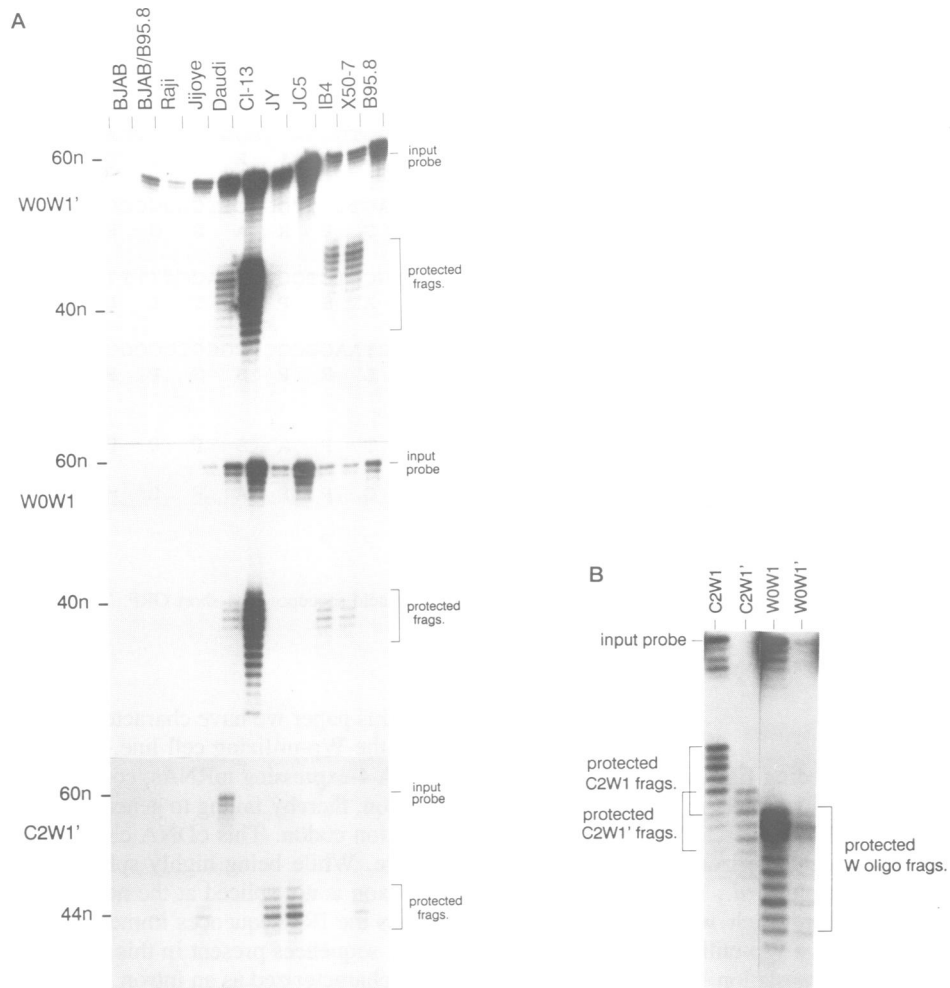 A
BJAB
BJAB/B95.8
Raji
Jijoye
Daudi
Cl-13
JY
JC5
IB4
X50-7
B95.8
60n
input
probe
W0W1'
protected
frags.
40n
60n
input
probe
W0W1
40n
protected
frags.
60n
input
probe
C2W1'
44n
protected
frags.
B
C2W1
C2W1'
W0W1
W0W1'
input probe
protected
C2W1 frags.
protected
C2W1' frags.
protected
W oligo frags.